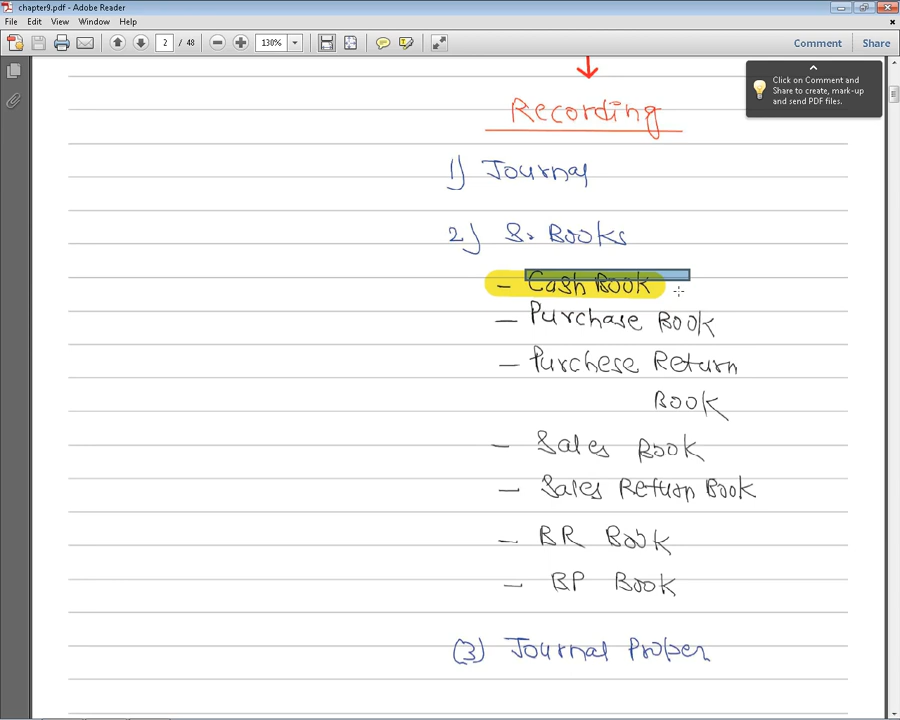 chapter9.pdf - Adobe Reader
File Edit View Window Help
2 / 48 130% Comment Share
Click on Comment and
Share to create, mark-up
and send PDF files.
Recording
1) Journal
2) S. Books
- Cash Book
- Purchase Book
- Purchese Return
Book
- Sales Book
- Sales Return Book
- BR Book
- BP Book
(3) Journal Proper